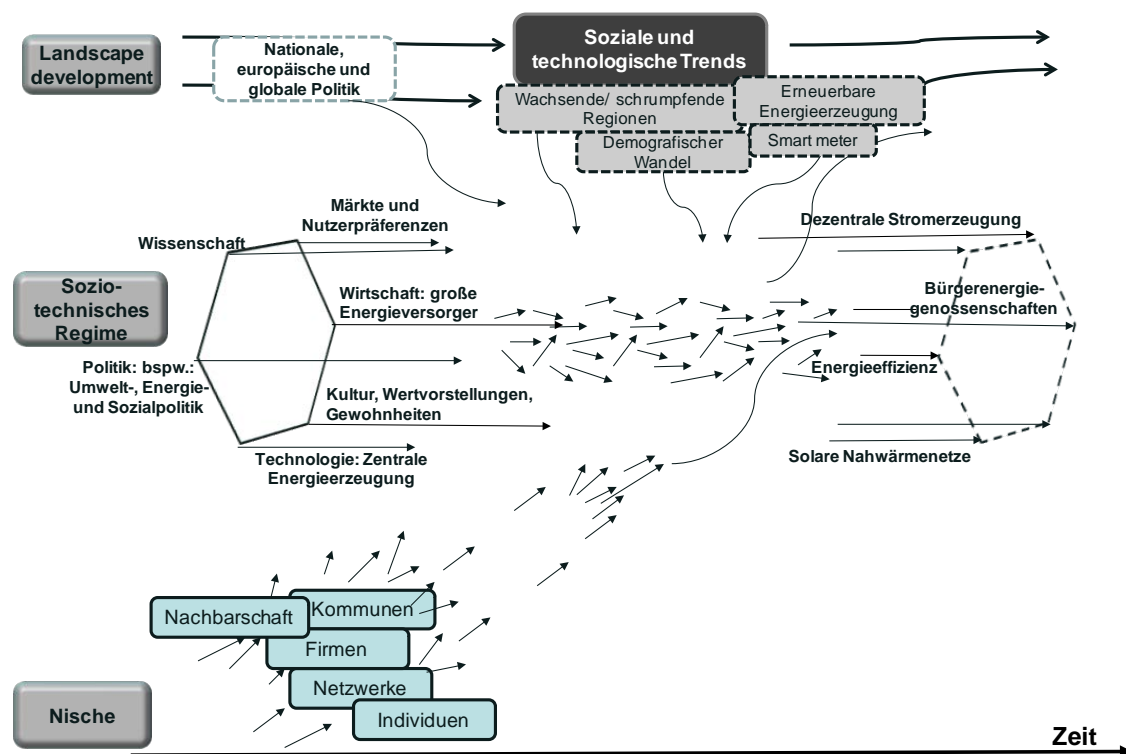 Landscape
development
Nationale,
europäische und
globale Politik
Soziale und
technologische Trends
Wachsende/ schrumpfende
Regionen
Erneuerbare
Energieerzeugung
Demografischer
Wandel
Smart meter
Sozio-
technisches
Regime
Wissenschaft
Märkte und
Nutzerpräferenzen
Wirtschaft: große
Energieversorger
Politik: bspw.:
Umwelt-, Energie-
und Sozialpolitik
Kultur, Wertvorstellungen,
Gewohnheiten
Technologie: Zentrale
Energieerzeugung
Dezentrale Stromerzeugung
Bürgerenergie-
genossenschaften
Energieeffizienz
Solare Nahwärmenetze
Nische
Nachbarschaft
Kommunen
Firmen
Netzwerke
Individuen
Zeit